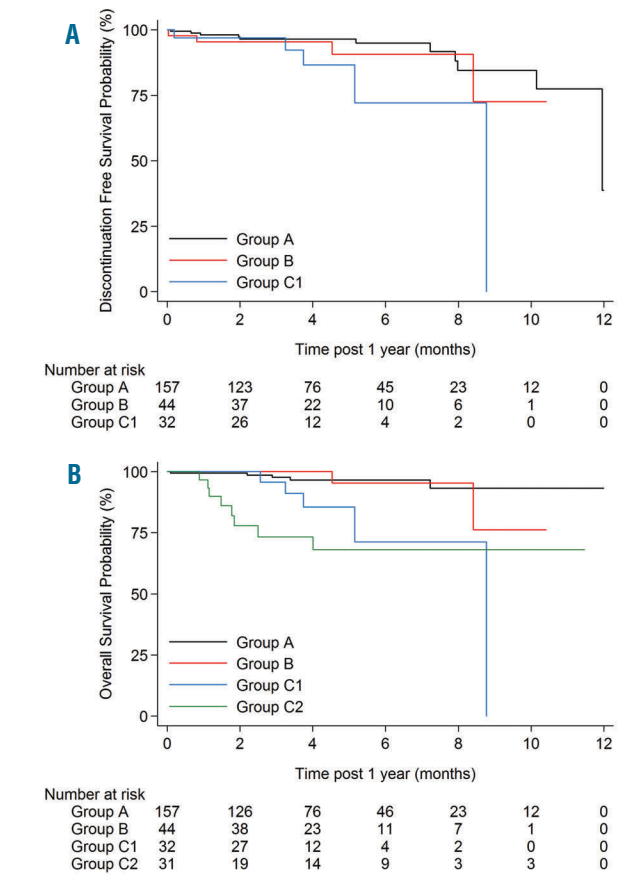 A
Discontinuation Free Survival Probability (%)
100
75
50
25
0
Group A
Group B
Group C1
0 2 4 6 8 10 12
Time post 1 year (months)
Number at risk
Group A 157 123 76 45 23 12 0
Group B 44 37 22 10 6 1 0
Group C1 32 26 12 4 2 0 0
B
Overall Survival Probability (%)
100
75
50
25
0
Group A
Group B
Group C1
Group C2
0 2 4 6 8 10 12
Time post 1 year (months)
Number at risk
Group A 157 126 76 46 23 12 0
Group B 44 38 23 11 7 1 0
Group C1 32 27 12 4 2 0 0
Group C2 31 19 14 9 3 3 0